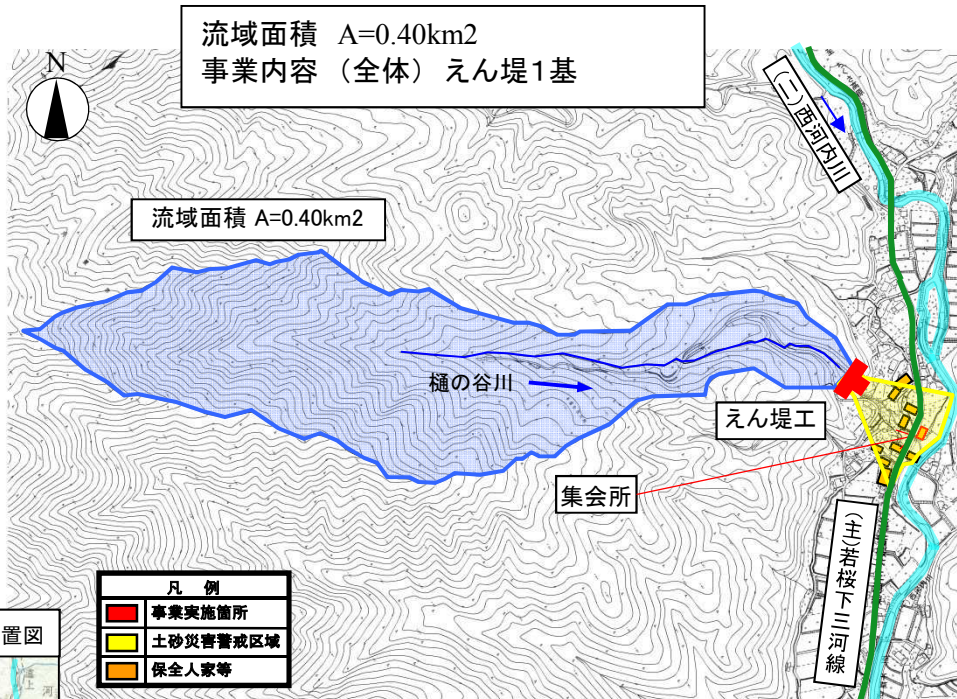 流域面積 A=0.40km2
事業内容 (全体) えん堤1基
N
(二)西河内川
流域面積 A=0.40km2
樋の谷川
えん堤工
集会所
(主)若桜下三河線
凡 例
事業実施箇所
土砂災害警戒区域
保全人家等
置図
河